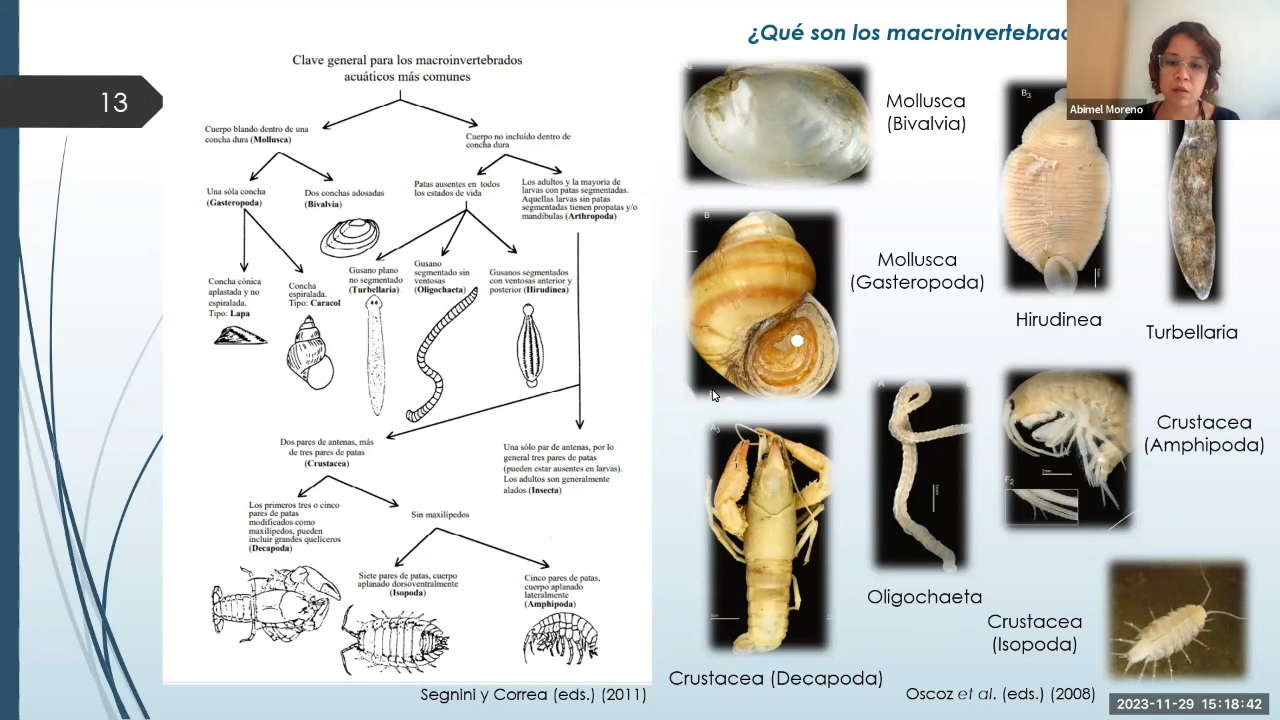 ¿Qué son los macroinvertebrad
Abimel Moreno
13
Clave general para los macroinvertebrados
acuáticos más comunes
Cuerpo blando dentro de una
concha dura (Mollusca)
Cuerpo no incluído dentro de
concha dura
Una sóla concha
(Gasteropoda)
Dos conchas adosadas
(Bivalvia)
Patas ausentes en todos
los estados de vida
Los adultos y la mayoría de
larvas con patas segmentadas.
Aquellas larvas sin patas
segmentadas tienen propatas y/o
mandíbulas (Arthropoda)
Concha cónica
aplastada y no
espiralada.
Tipo: Lapa
Concha
espiralada.
Tipo: Caracol
Gusano plano
no segmentado
(Turbellaria)
Gusano
segmentado sin
ventosas
(Oligochaeta)
Gusanos segmentados
con ventosas anterior y
posterior (Hirudinea)
Dos pares de antenas, más
de tres pares de patas
(Crustacea)
Una sólo par de antenas, por lo
general tres pares de patas
(pueden estar ausentes en larvas).
Los adultos son generalmente
alados (Insecta)
Los primeros tres o cinco
pares de patas
modificados como
maxilípedos, pueden
incluir grandes quelíceros
(Decapoda)
Sin maxilípedos
Siete pares de patas, cuerpo
aplanado dorsoventralmente
(Isopoda)
Cinco pares de patas,
cuerpo aplanado
lateralmente
(Amphipoda)
Segnini y Correa (eds.) (2011)
Mollusca
(Bivalvia)
B
Mollusca
(Gasteropoda)
B3
Hirudinea
Turbellaria
A3
Crustacea (Decapoda)
A
Oligochaeta
F2
Crustacea
(Amphipoda)
Crustacea
(Isopoda)
Oscoz et al. (eds.) (2008)
2023-11-29 15:18:42